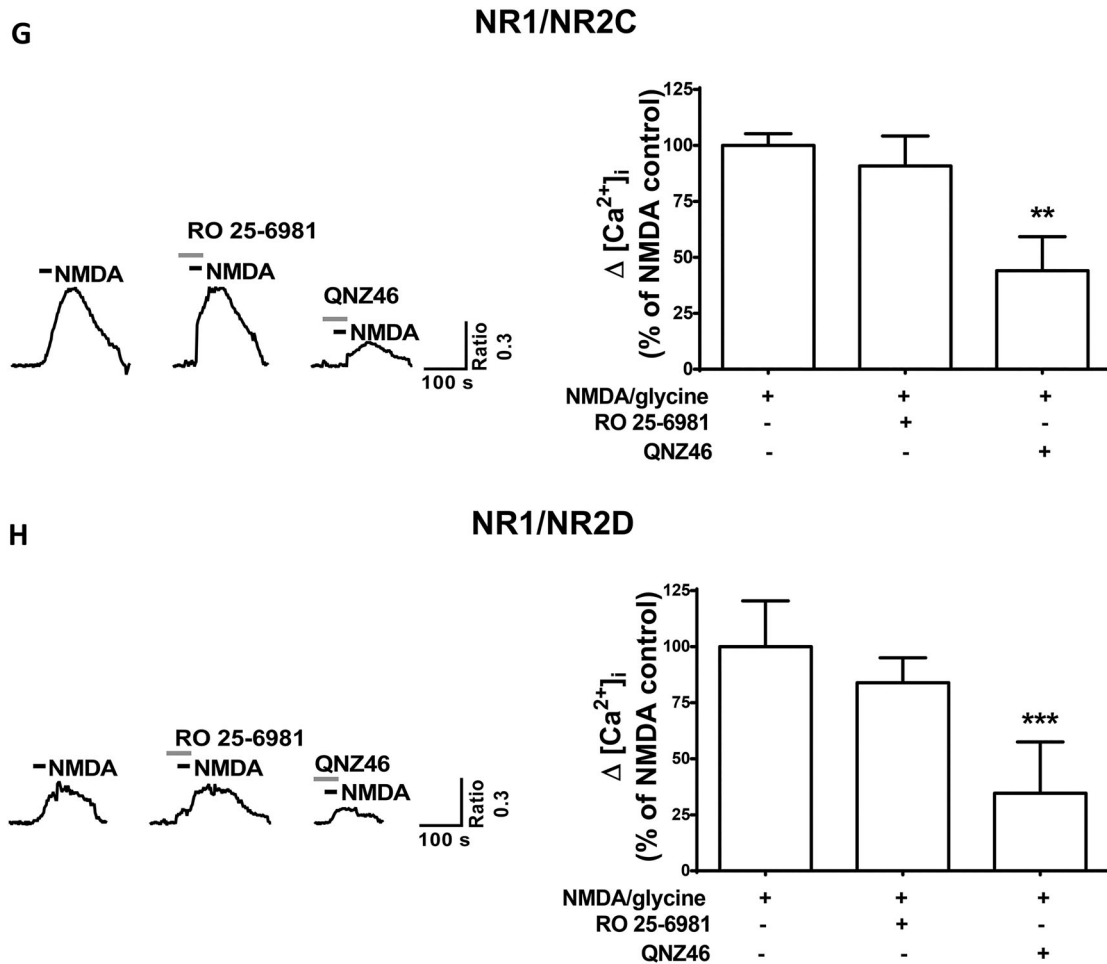 G
NR1/NR2C
RO 25-6981
NMDA
NMDA
QNZ46
NMDA
Ratio
0.3
100 s
Δ [Ca²⁺]ᵢ
(% of NMDA control)
125
100
75
50
25
0
**
NMDA/glycine + + +
RO 25-6981 - + -
QNZ46 - - +
H
NR1/NR2D
RO 25-6981
NMDA
NMDA
QNZ46
NMDA
Ratio
0.3
100 s
Δ [Ca²⁺]ᵢ
(% of NMDA control)
125
100
75
50
25
0
***
NMDA/glycine + + +
RO 25-6981 - + -
QNZ46 - - +